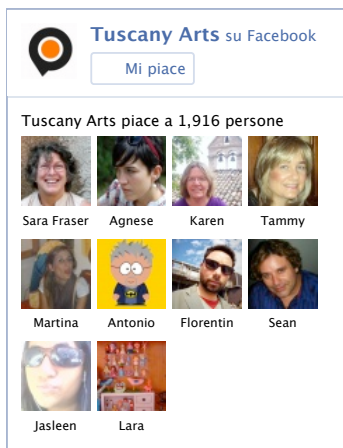 Tuscany Arts su Facebook
Mi piace
Tuscany Arts piace a 1,916 persone
Sara Fraser Agnese Karen Tammy
Martina Antonio Florentin Sean
Jasleen Lara